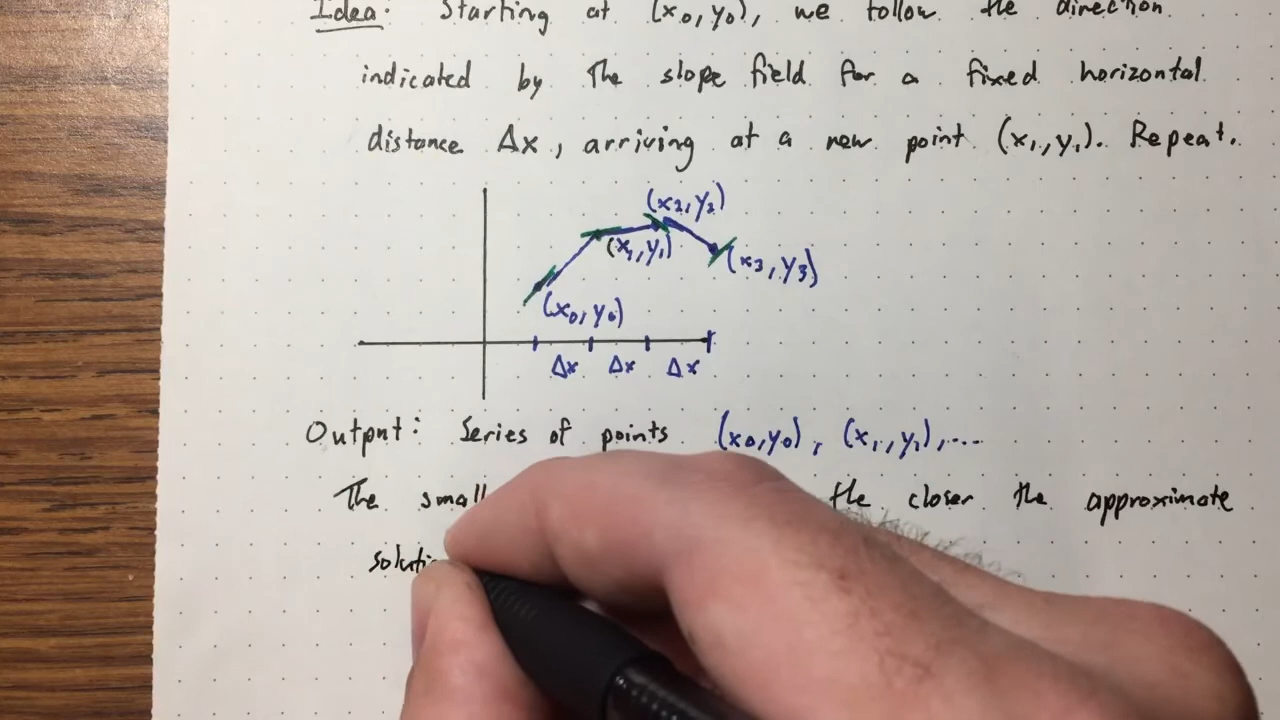 Idea: Starting at (x₀, y₀), we follow the direction
indicated by the slope field for a fixed horizontal
distance Δx, arriving at a new point (x₁, y₁). Repeat.
(x₂, y₂)
(x₁, y₁)
(x₃, y₃)
(x₀, y₀)
Δx Δx Δx
Output: Series of points (x₀, y₀), (x₁, y₁), ....
The the closer the approximate